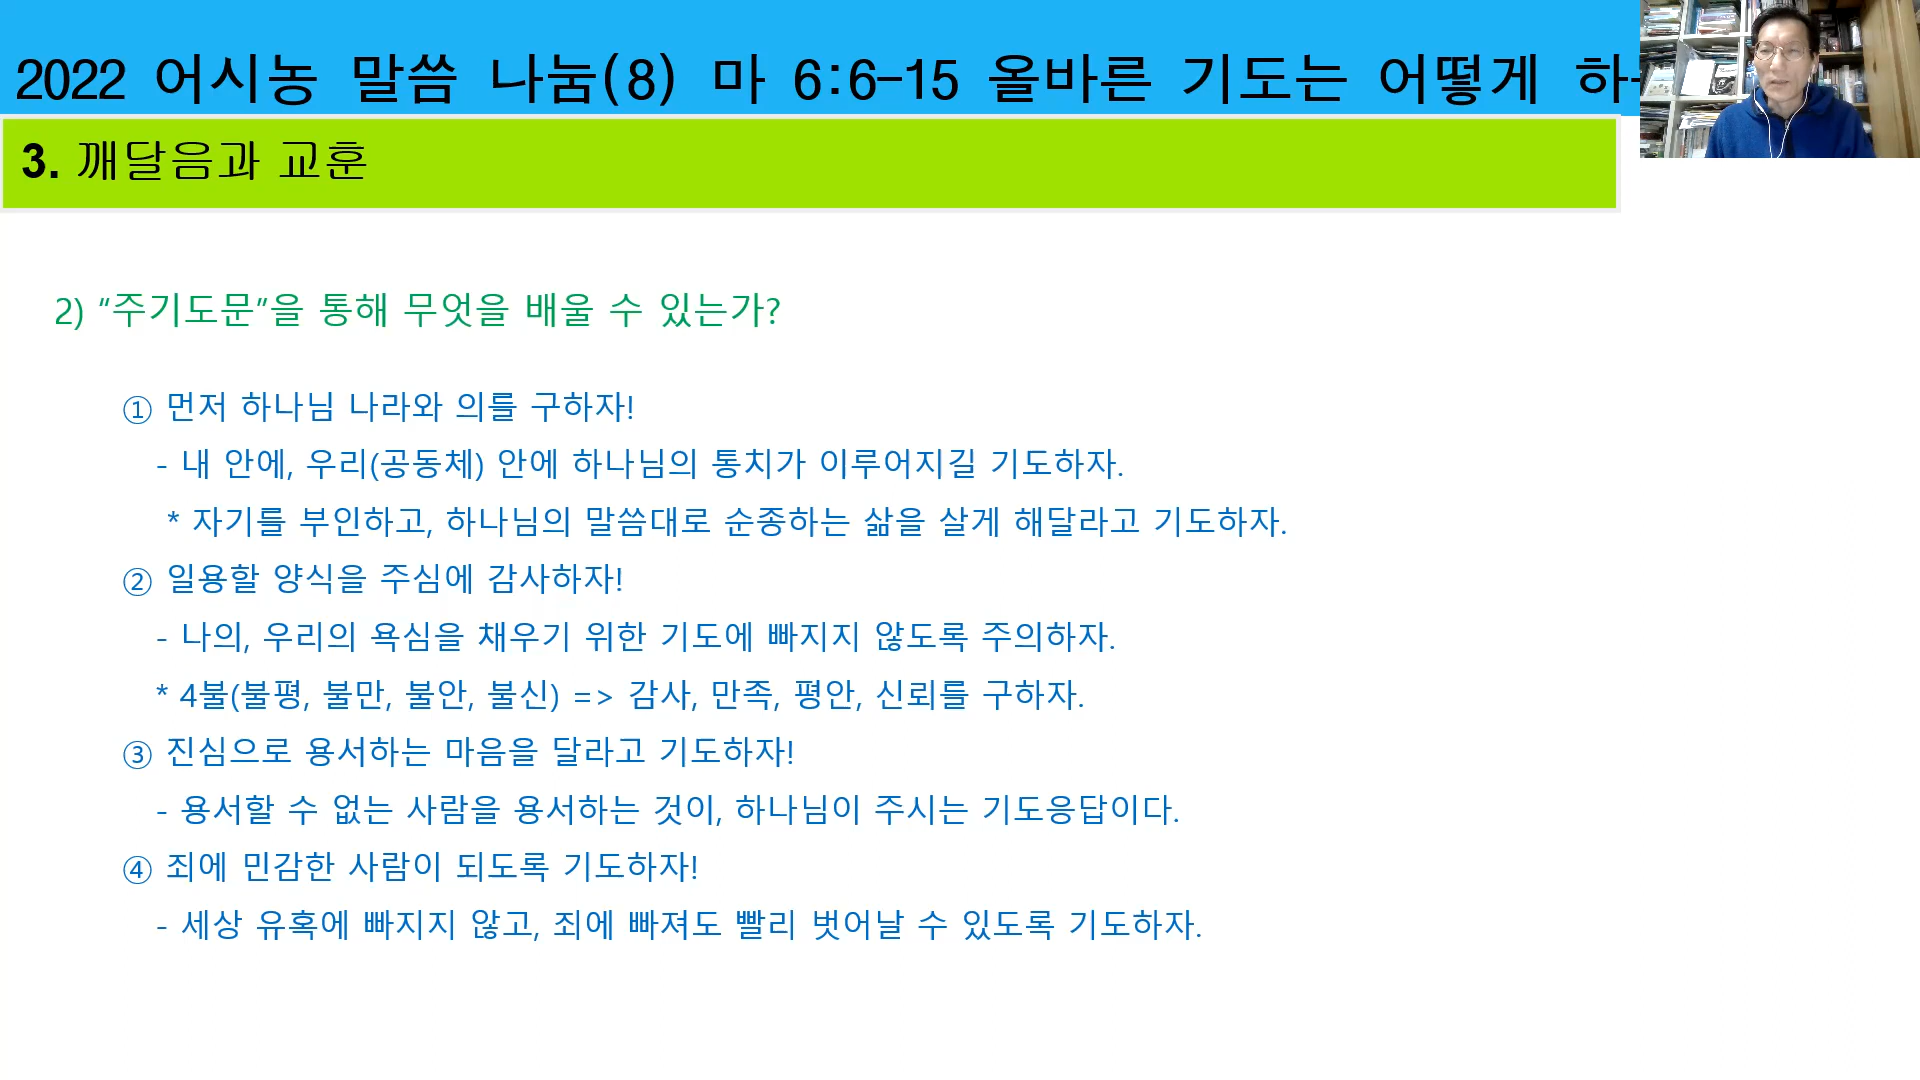 2022 어시농 말씀 나눔(8) 마 6:6-15 올바른 기도는 어떻게
3. 깨달음과 교훈
2) “주기도문”을 통해 무엇을 배울 수 있는가?
① 먼저 하나님 나라와 의를 구하자!
- 내 안에, 우리(공동체) 안에 하나님의 통치가 이루어지길 기도하자.
* 자기를 부인하고, 하나님의 말씀대로 순종하는 삶을 살게 해달라고 기도하자.
② 일용할 양식을 주심에 감사하자!
- 나의, 우리의 욕심을 채우기 위한 기도에 빠지지 않도록 주의하자.
* 4불(불평, 불만, 불안, 불신) => 감사, 만족, 평안, 신뢰를 구하자.
③ 진심으로 용서하는 마음을 달라고 기도하자!
- 용서할 수 없는 사람을 용서하는 것이, 하나님이 주시는 기도응답이다.
④ 죄에 민감한 사람이 되도록 기도하자!
- 세상 유혹에 빠지지 않고, 죄에 빠져도 빨리 벗어날 수 있도록 기도하자.